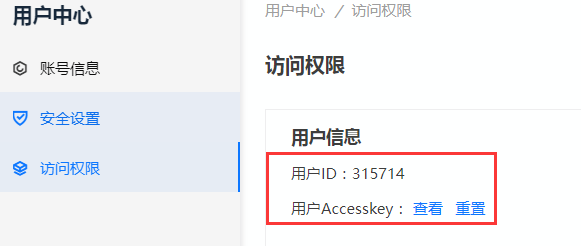 用户中心
账号信息
安全设置
访问权限
用户中心 / 访问权限
访问权限
用户信息
用户ID：315714
用户Accesskey： 查看 重置